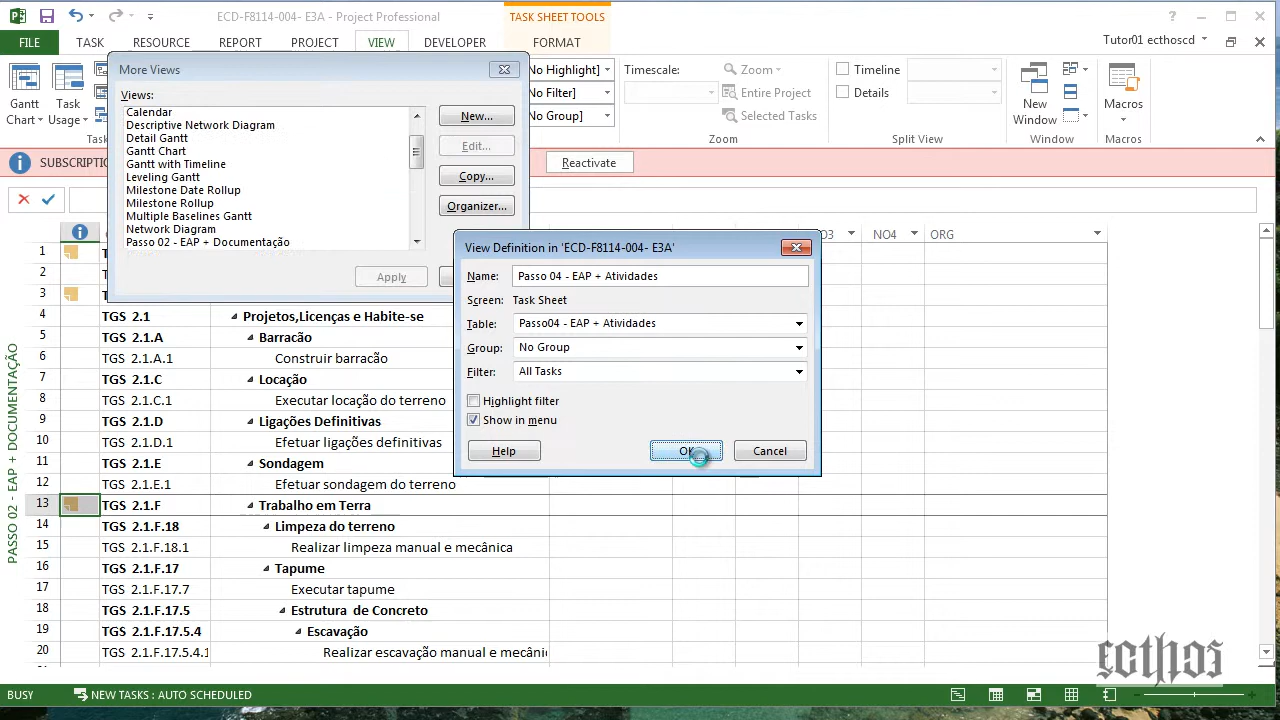 ECD-F8114-004- E3A - Project Professional
TASK SHEET TOOLS
FILE TASK RESOURCE REPORT PROJECT VIEW DEVELOPER FORMAT
Tutor01 ecthoscd
More Views
Views:
Calendar
Descriptive Network Diagram
Detail Gantt
Gantt Chart
Gantt with Timeline
Leveling Gantt
Milestone Date Rollup
Milestone Rollup
Multiple Baselines Gantt
Network Diagram
Passo 02 - EAP + Documentação
New...
Edit...
Copy...
Organizer...
Apply
Gantt Chart
Task Usage
No Highlight]
No Filter]
No Group]
Timescale:
Zoom
Entire Project
Selected Tasks
Zoom
Timeline
Details
Split View
New Window
Window
Macros
Macros
SUBSCRIPTIO
Reactivate
NO4 ORG
View Definition in 'ECD-F8114-004- E3A'
Name: Passo 04 - EAP + Atividades
Screen: Task Sheet
Table: Passo04 - EAP + Atividades
Group: No Group
Filter: All Tasks
Highlight filter
Show in menu
Help OK Cancel
1
2
3
4 TGS 2.1 Projetos,Licenças e Habite-se
5 TGS 2.1.A Barracão
6 TGS 2.1.A.1 Construir barracão
7 TGS 2.1.C Locação
8 TGS 2.1.C.1 Executar locação do terreno
9 TGS 2.1.D Ligações Definitivas
10 TGS 2.1.D.1 Efetuar ligações definitivas
11 TGS 2.1.E Sondagem
12 TGS 2.1.E.1 Efetuar sondagem do terreno
13 TGS 2.1.F Trabalho em Terra
14 TGS 2.1.F.18 Limpeza do terreno
15 TGS 2.1.F.18.1 Realizar limpeza manual e mecânica
16 TGS 2.1.F.17 Tapume
17 TGS 2.1.F.17.7 Executar tapume
18 TGS 2.1.F.17.5 Estrutura de Concreto
19 TGS 2.1.F.17.5.4 Escavação
20 TGS 2.1.F.17.5.4.1 Realizar escavação manual e mecâni
PASSO 02 - EAP + DOCUMENTAÇÃO
ecthos
BUSY NEW TASKS : AUTO SCHEDULED